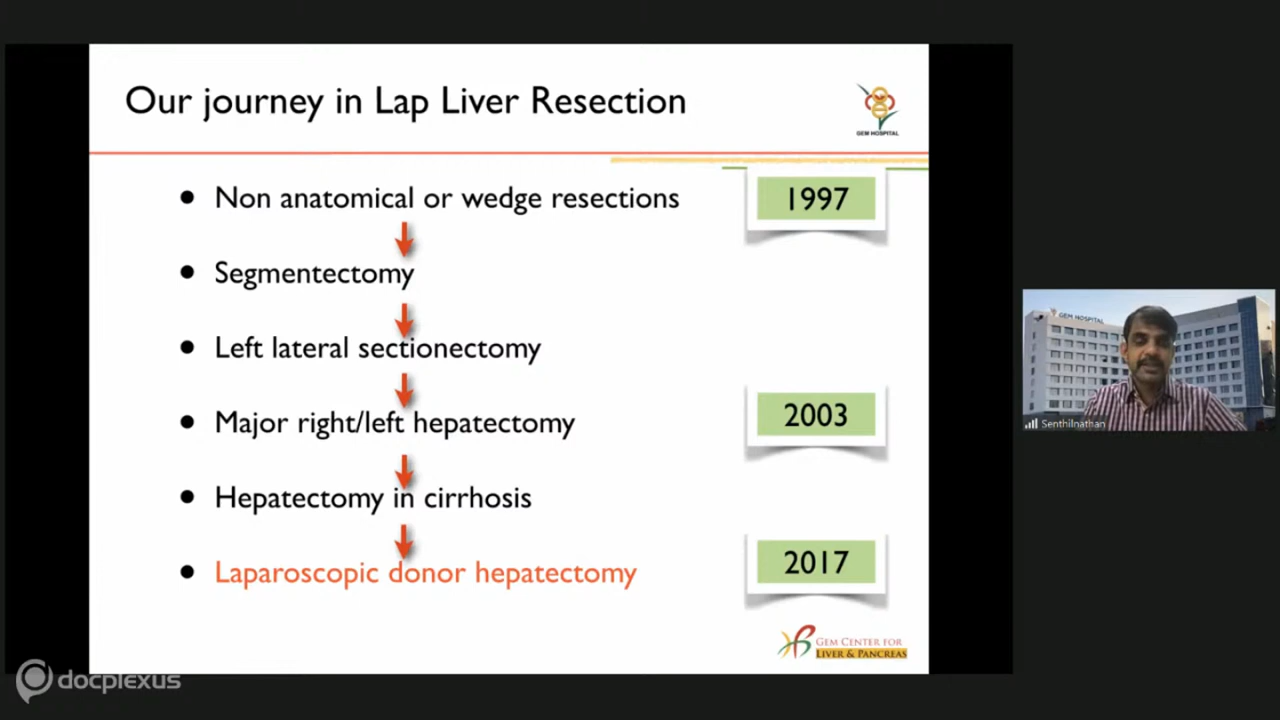 Our journey in Lap Liver Resection
GEM HOSPITAL
Non anatomical or wedge resections
1997
Segmentectomy
Left lateral sectionectomy
Major right/left hepatectomy
2003
Hepatectomy in cirrhosis
Laparoscopic donor hepatectomy
2017
GEM CENTER FOR
LIVER & PANCREAS
GEM HOSPITAL
Senthilnathan
docplexus